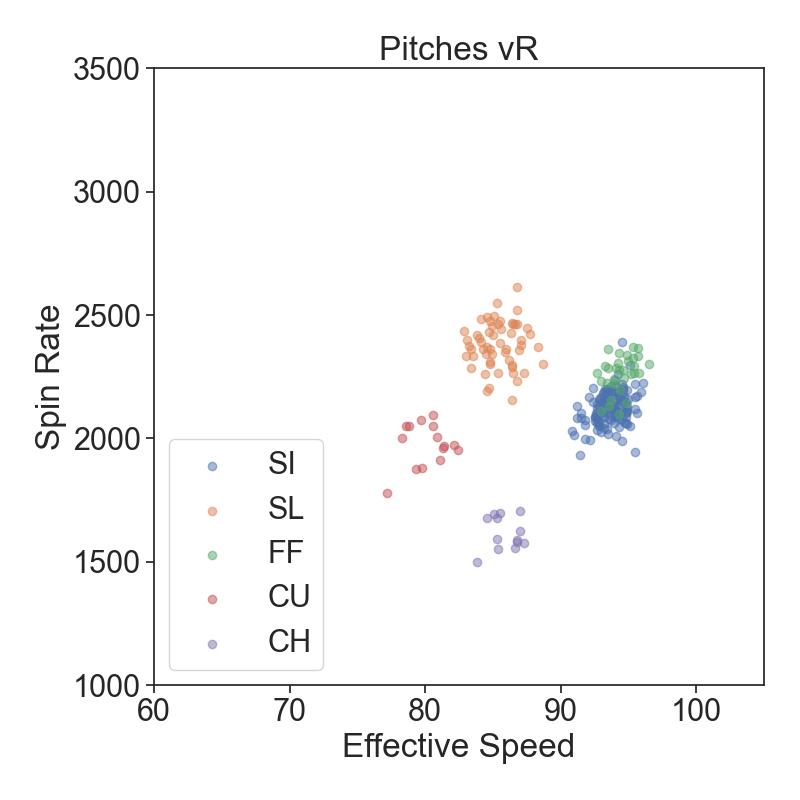 Pitches vR
3500
3000
2500
2000
1500
1000
Spin Rate
SI
SL
FF
CU
CH
60 70 80 90 100
Effective Speed